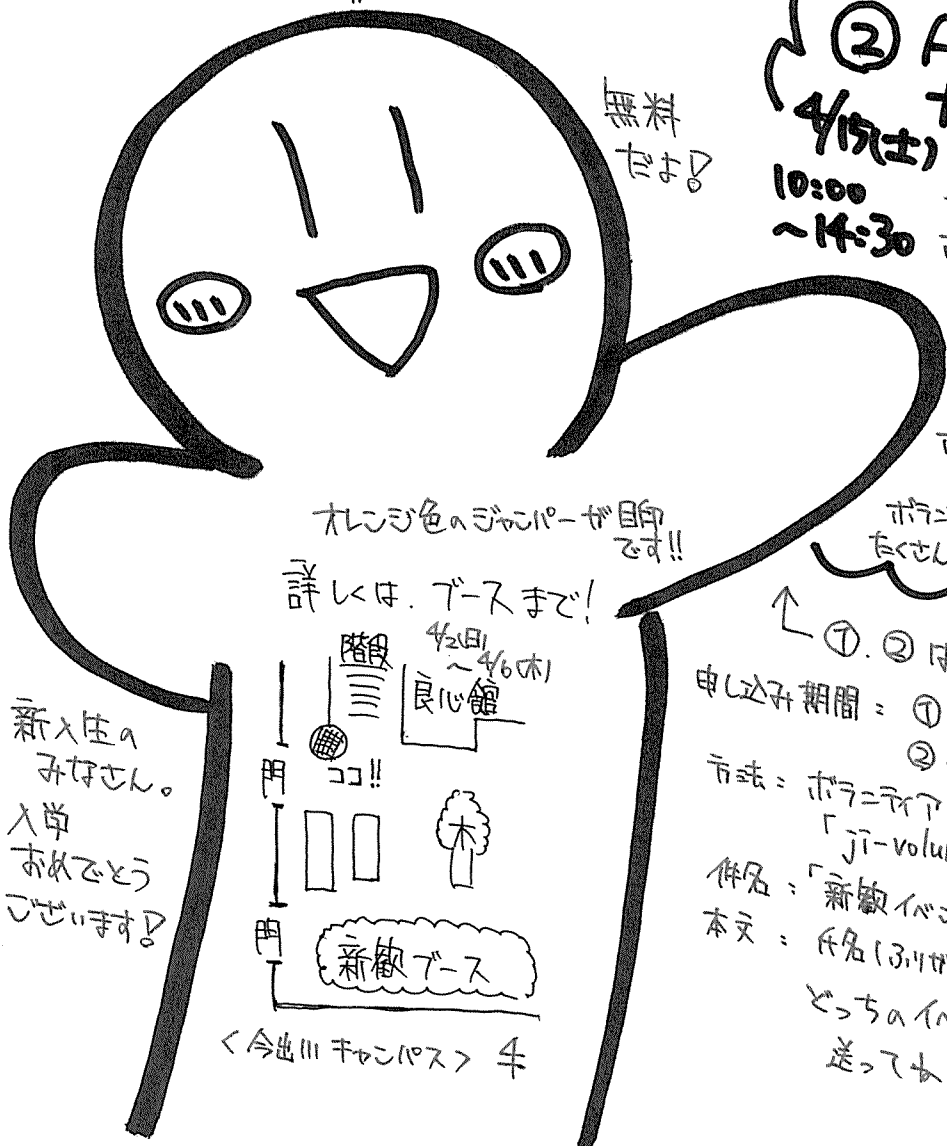 無料
だよ!
②
4/15(土)
10:00
~14:30
オレンジ色のジャンパーが目印
です!!
詳しくは、ブースまで!
4/2(日)
~4/6(木)
階段
良心館
門
ココ!!
木
門
新歓ブース
<今出川キャンパス>
新入生の
みなさん。
入学
おめでとう
ございます!
ボラニ
たくさん
①、②は
申し込み期間:①
②
方法:ボラニティア
「ji-volu
件名:「新歓イベン
本文:氏名(ふりが
どっちのイベ
送ってね